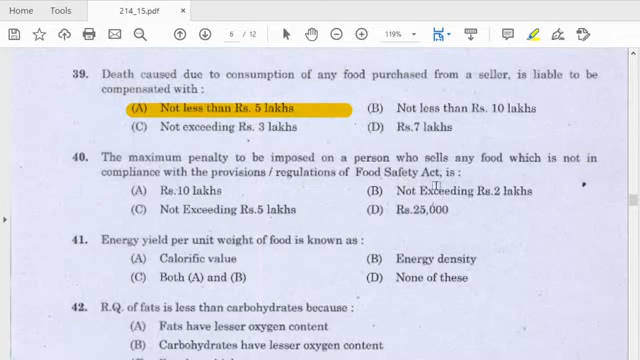 Home Tools 214_15.pdf ×
6 / 12 119%
39. Death caused due to consumption of any food purchased from a seller, is liable to be
compensated with :
(A) Not less than Rs. 5 lakhs (B) Not less than Rs. 10 lakhs
(C) Not exceeding Rs. 3 lakhs (D) Rs.7 lakhs
40. The maximum penalty to be imposed on a person who sells any food which is not in
compliance with the provisions / regulations of Food Safety Act, is :
(A) Rs.10 lakhs (B) Not Exceeding Rs.2 lakhs
(C) Not Exceeding Rs.5 lakhs (D) Rs.25,000
41. Energy yield per unit weight of food is known as :
(A) Calorific value (B) Energy density
(C) Both (A) and (B) (D) None of these
42. R.Q. of fats is less than carbohydrates because :
(A) Fats have lesser oxygen content
(B) Carbohydrates have lesser oxygen content